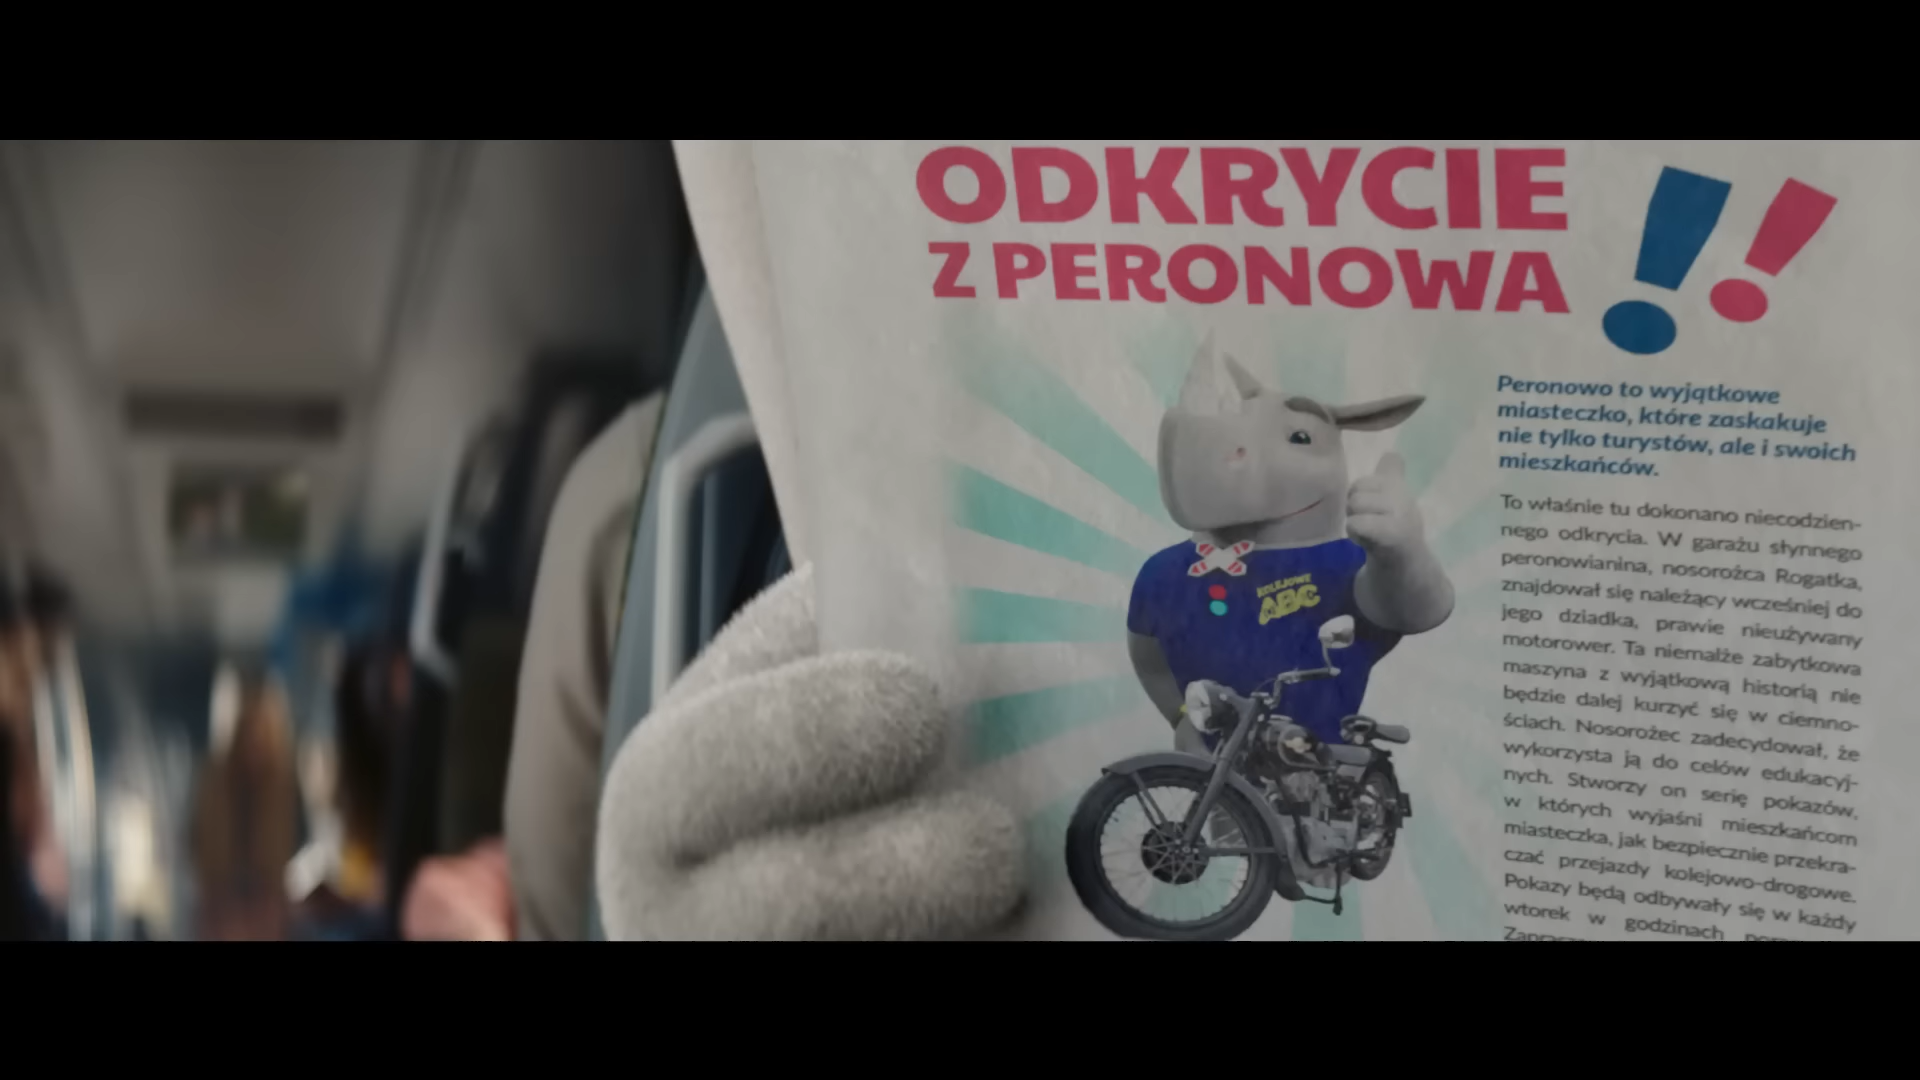 ODKRYCIE
Z PERONOWA
!!
Peronowo to wyjątkowe
miasteczko, które zaskakuje
nie tylko turystów, ale i swoich
mieszkańców.
To właśnie tu dokonano niecodzien-
nego odkrycia. W garażu słynnego
peronowianina, nosorożca Rogatka,
znajdował się należący wcześniej do
jego dziadka, prawie nieużywany
motorower. Ta niemalże zabytkowa
maszyna z wyjątkową historią nie
będzie dalej kurzyć się w ciemno-
ściach. Nosorożec zadecydował, że
wykorzysta ją do celów edukacyj-
nych. Stworzy on serię pokazów,
w których wyjaśni mieszkańcom
miasteczka, jak bezpiecznie przekra-
czać przejazdy kolejowo-drogowe.
Pokazy będą odbywały się w każdy
wtorek w godzinach
KOLEJOWE
ABC